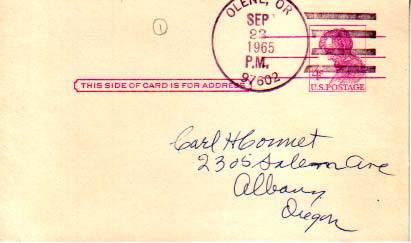 ①
OLENE, OR
SEP
22
1965
P.M.
97602
4¢
U.S. POSTAGE
THIS SIDE OF CARD IS FOR ADDRESS
Carl H Bonnet
2305 Salem Ave
Albany
Oregon